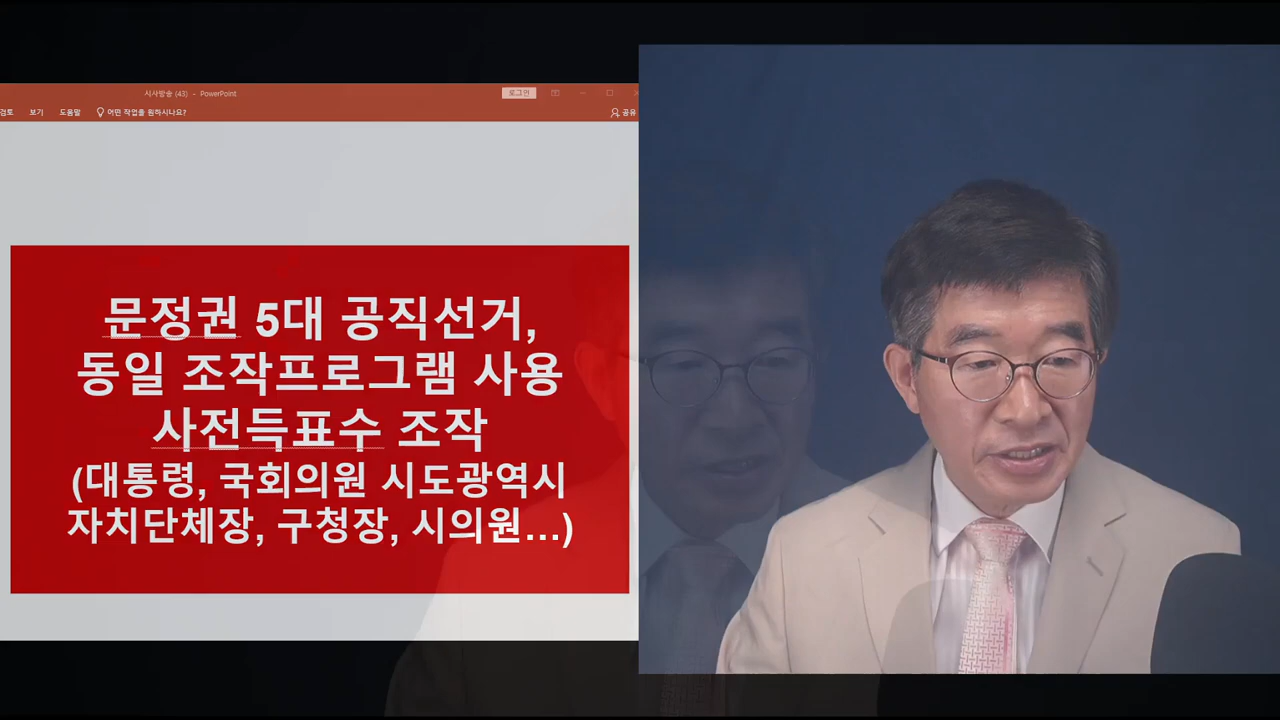 시사방송 (43) - PowerPoint
로그인
검토 보기 도움말 어떤 작업을 원하시나요?
공유
문정권 5대 공직선거,
동일 조작프로그램 사용
사전득표수 조작
(대통령, 국회의원 시도광역시
자치단체장, 구청장, 시의원...)